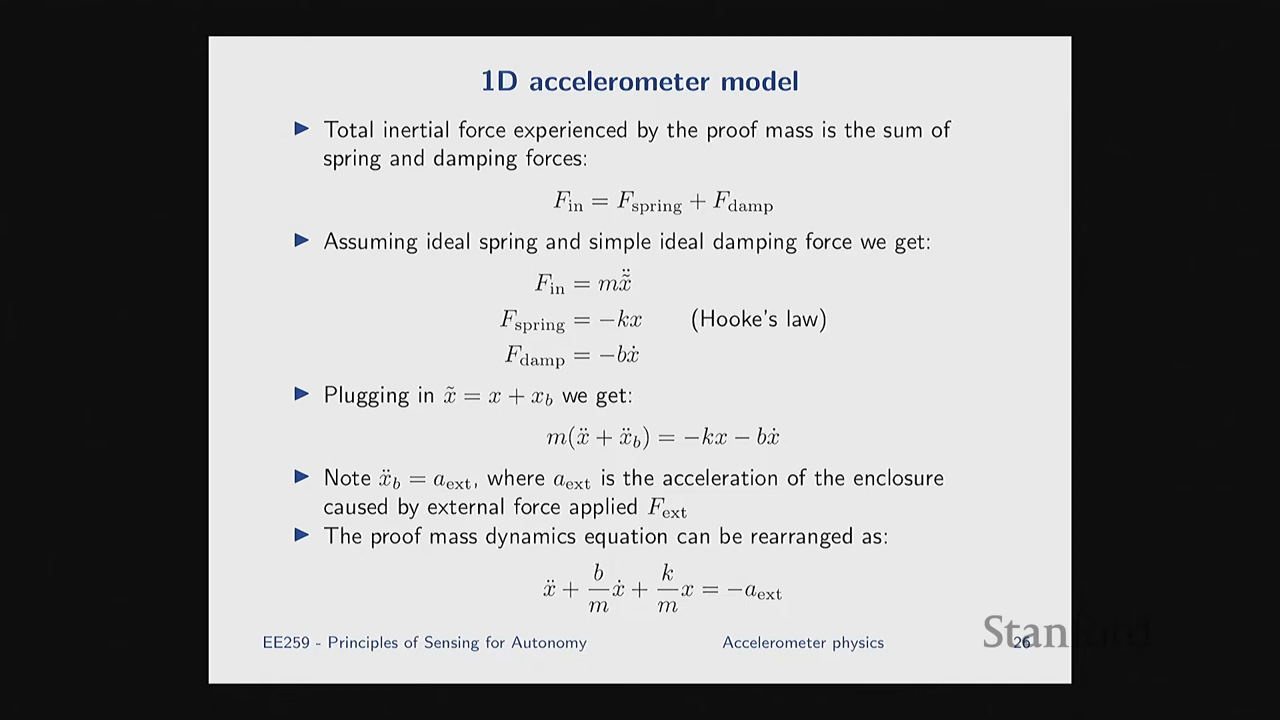 1D accelerometer model
▶ Total inertial force experienced by the proof mass is the sum of
spring and damping forces:
F_in = F_spring + F_damp
▶ Assuming ideal spring and simple ideal damping force we get:
F_in = m\ddot{\tilde{x}}
F_spring = −kx (Hooke's law)
F_damp = −bẋ
▶ Plugging in x̃ = x + x_b we get:
m(ẍ + ẍ_b) = −kx − bẋ
▶ Note ẍ_b = a_ext, where a_ext is the acceleration of the enclosure
caused by external force applied F_ext
▶ The proof mass dynamics equation can be rearranged as:
ẍ + b/m ẋ + k/m x = −a_ext
EE259 - Principles of Sensing for Autonomy Accelerometer physics 26
Stanford